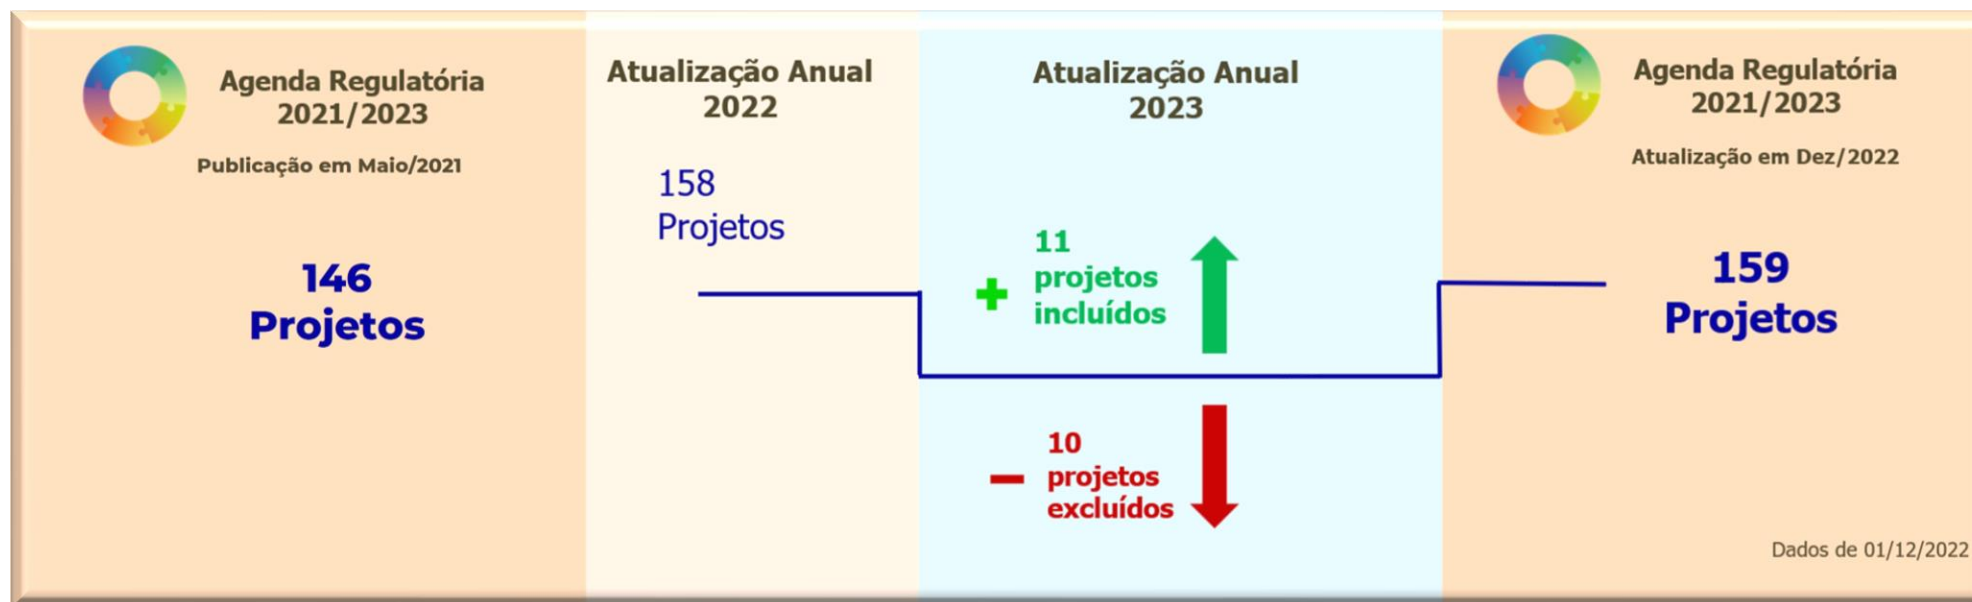 Agenda Regulatória
2021/2023
Publicação em Maio/2021
146
Projetos
Atualização Anual
2022
158
Projetos
Atualização Anual
2023
+
11
projetos
incluídos
−
10
projetos
excluídos
Agenda Regulatória
2021/2023
Atualização em Dez/2022
159
Projetos
Dados de 01/12/2022